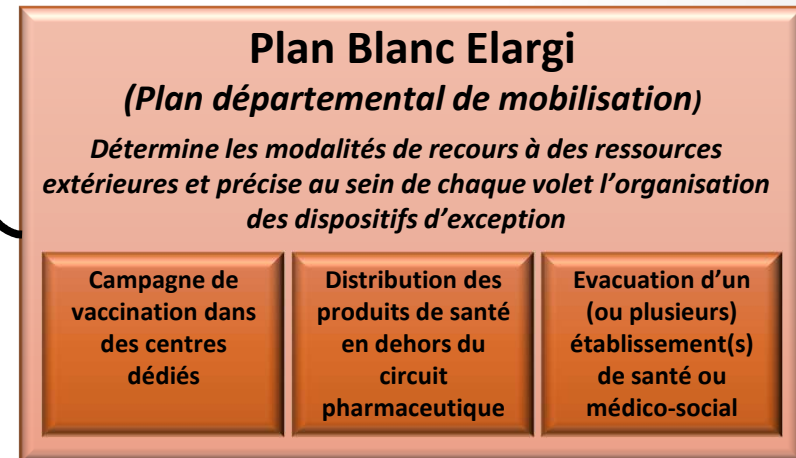 Plan Blanc Elargi
(Plan départemental de mobilisation)
Détermine les modalités de recours à des ressources
extérieures et précise au sein de chaque volet l’organisation
des dispositifs d’exception
Campagne de
vaccination dans
des centres
dédiés
Distribution des
produits de santé
en dehors du
circuit
pharmaceutique
Evacuation d’un
(ou plusieurs)
établissement(s)
de santé ou
médico-social